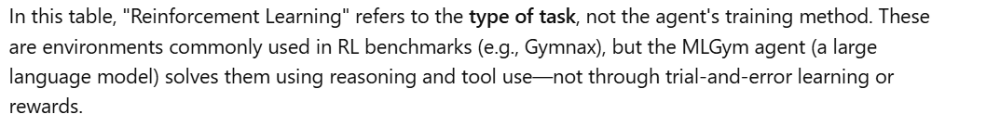 In this table, "Reinforcement Learning" refers to the type of task, not the agent's training method. These
are environments commonly used in RL benchmarks (e.g., Gymnax), but the MLGym agent (a large
language model) solves them using reasoning and tool use—not through trial-and-error learning or
rewards.